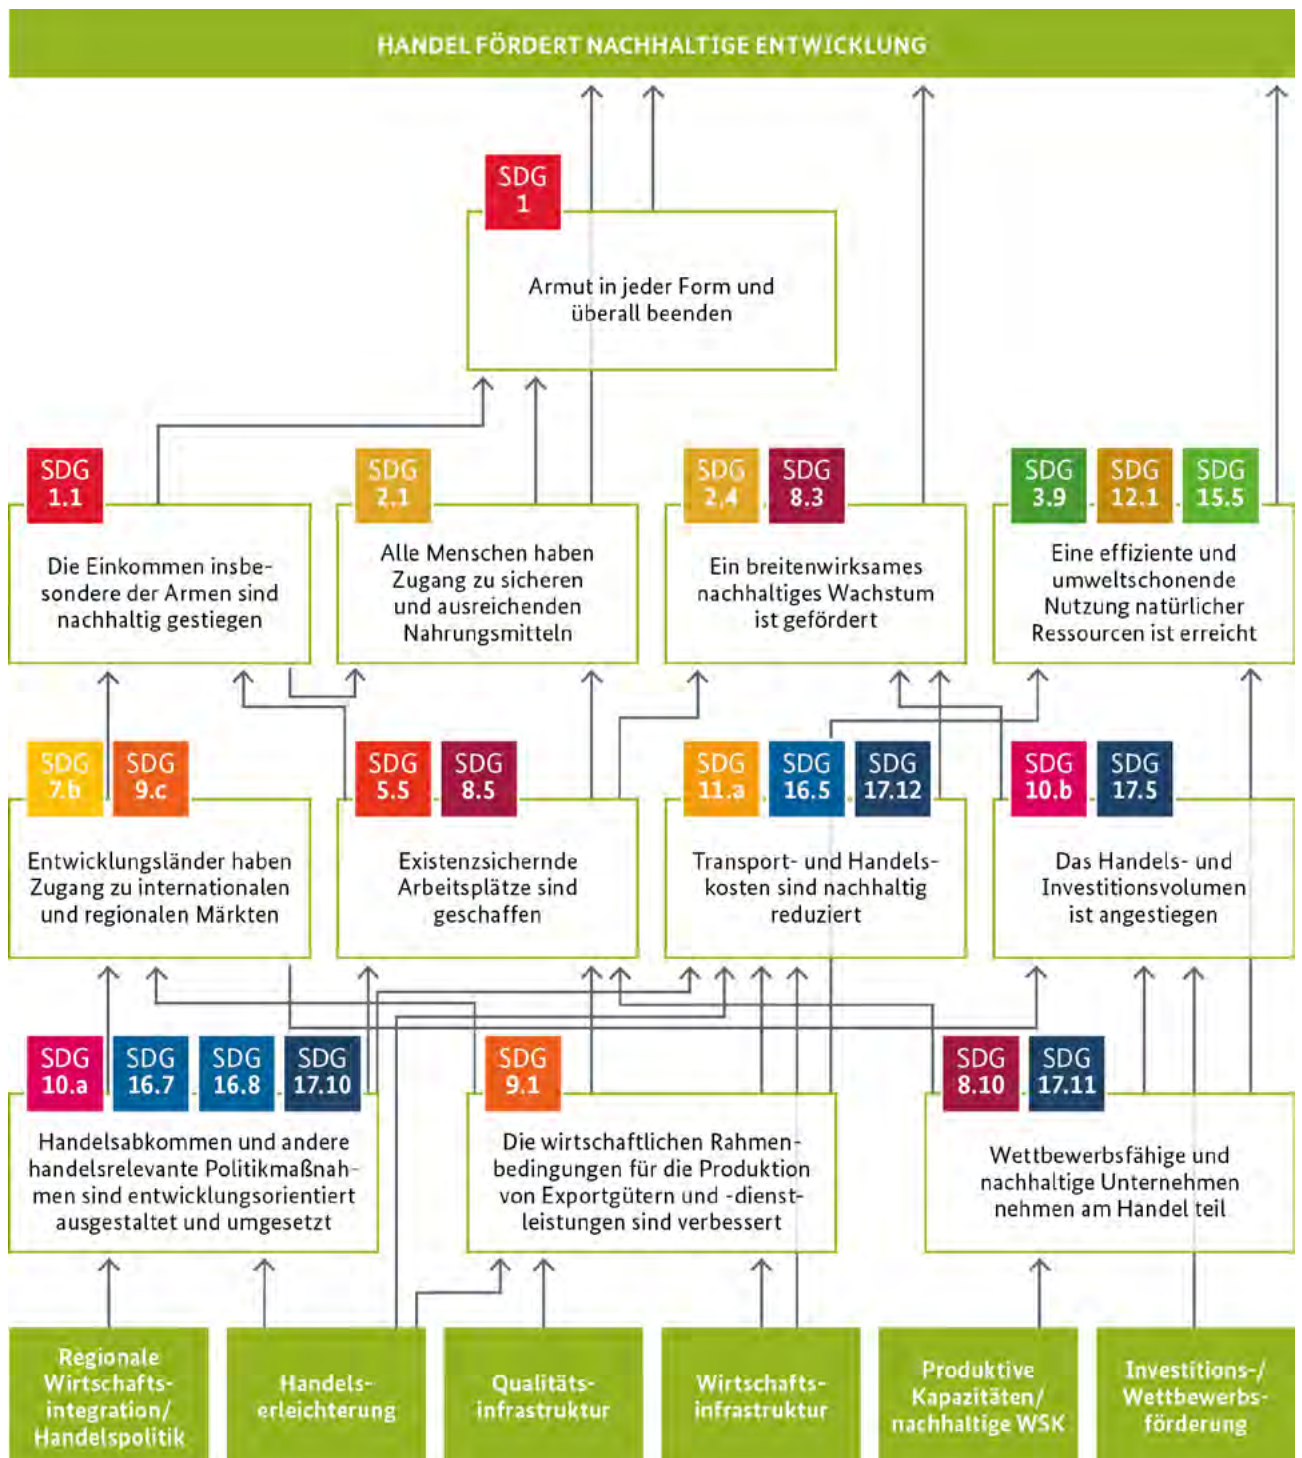 HANDEL FÖRDERT NACHHALTIGE ENTWICKLUNG
SDG
1
Armut in jeder Form und
überall beenden
SDG
1.1
Die Einkommen insbe-
sondere der Armen sind
nachhaltig gestiegen
SDG
2.1
Alle Menschen haben
Zugang zu sicheren
und ausreichenden
Nahrungsmitteln
SDG
2.4
SDG
8.3
Ein breitenwirksames
nachhaltiges Wachstum
ist gefördert
SDG
3.9
SDG
12.1
SDG
15.5
Eine effiziente und
umweltschonende
Nutzung natürlicher
Ressourcen ist erreicht
SDG
7.b
SDG
9.c
Entwicklungsländer haben
Zugang zu internationalen
und regionalen Märkten
SDG
5.5
SDG
8.5
Existenzsichernde
Arbeitsplätze sind
geschaffen
SDG
11.a
SDG
16.5
SDG
17.12
Transport- und Handels-
kosten sind nachhaltig
reduziert
SDG
10.b
SDG
17.5
Das Handels- und
Investitionsvolumen
ist angestiegen
SDG
10.a
SDG
16.7
SDG
16.8
SDG
17.10
Handelsabkommen und andere
handelsrelevante Politikmaßnah-
men sind entwicklungsorientiert
ausgestaltet und umgesetzt
SDG
9.1
Die wirtschaftlichen Rahmen-
bedingungen für die Produktion
von Exportgütern und -dienst-
leistungen sind verbessert
SDG
8.10
SDG
17.11
Wettbewerbsfähige und
nachhaltige Unternehmen
nehmen am Handel teil
Regionale
Wirtschafts-
integration/
Handelspolitik
Handels-
erleichterung
Qualitäts-
infrastruktur
Wirtschafts-
infrastruktur
Produktive
Kapazitäten/
nachhaltige WSK
Investitions-/
Wettbewerbs-
förderung